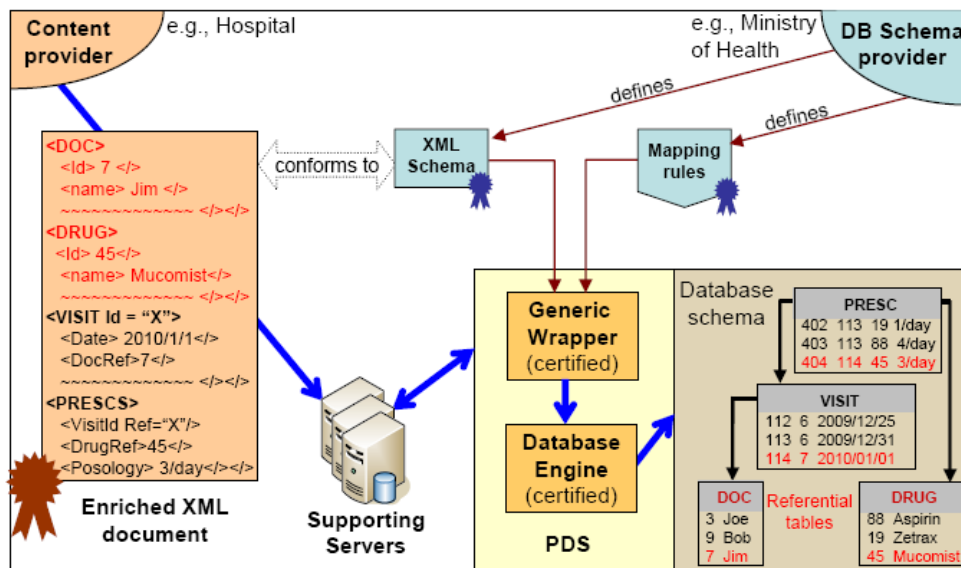 Content
provider
e.g., Hospital
e.g., Ministry
of Health
DB Schema
provider
defines
defines
<DOC>
<Id> 7 </>
<name> Jim </>
~~~~~~~~~~~~~ </></>
<DRUG>
<Id> 45</>
<name> Mucomist</>
~~~~~~~~~~~~~ </></>
<VISIT Id = “X”>
<Date> 2010/1/1</>
<DocRef>7</>
~~~~~~~~~~~~~ </></>
<PRESCS>
<VisitId Ref=“X”/>
<DrugRef>45</>
<Posology> 3/day</></>
Enriched XML
document
conforms to
XML
Schema
Mapping
rules
Supporting
Servers
Generic
Wrapper
(certified)
Database
Engine
(certified)
PDS
Database
schema
PRESC
402 113 19 1/day
403 113 88 4/day
404 114 45 3/day
VISIT
112 6 2009/12/25
113 6 2009/12/31
114 7 2010/01/01
DOC
3 Joe
9 Bob
7 Jim
Referential
tables
DRUG
88 Aspirin
19 Zetrax
45 Mucomist